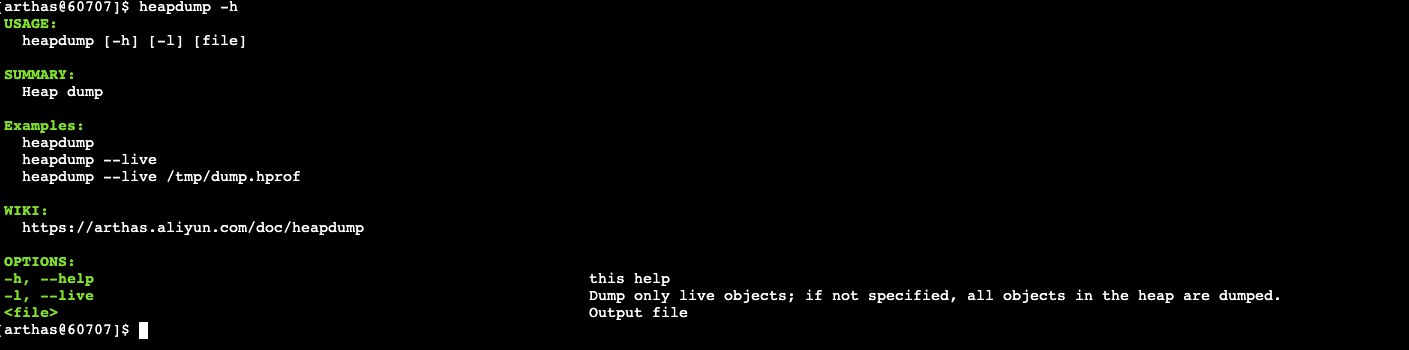 [arthas@60707]$ heapdump -h
USAGE:
heapdump [-h] [-l] [file]
SUMMARY:
Heap dump
Examples:
heapdump
heapdump --live
heapdump --live /tmp/dump.hprof
WIKI:
https://arthas.aliyun.com/doc/heapdump
OPTIONS:
-h, --help this help
-l, --live Dump only live objects; if not specified, all objects in the heap are dumped.
<file> Output file
[arthas@60707]$